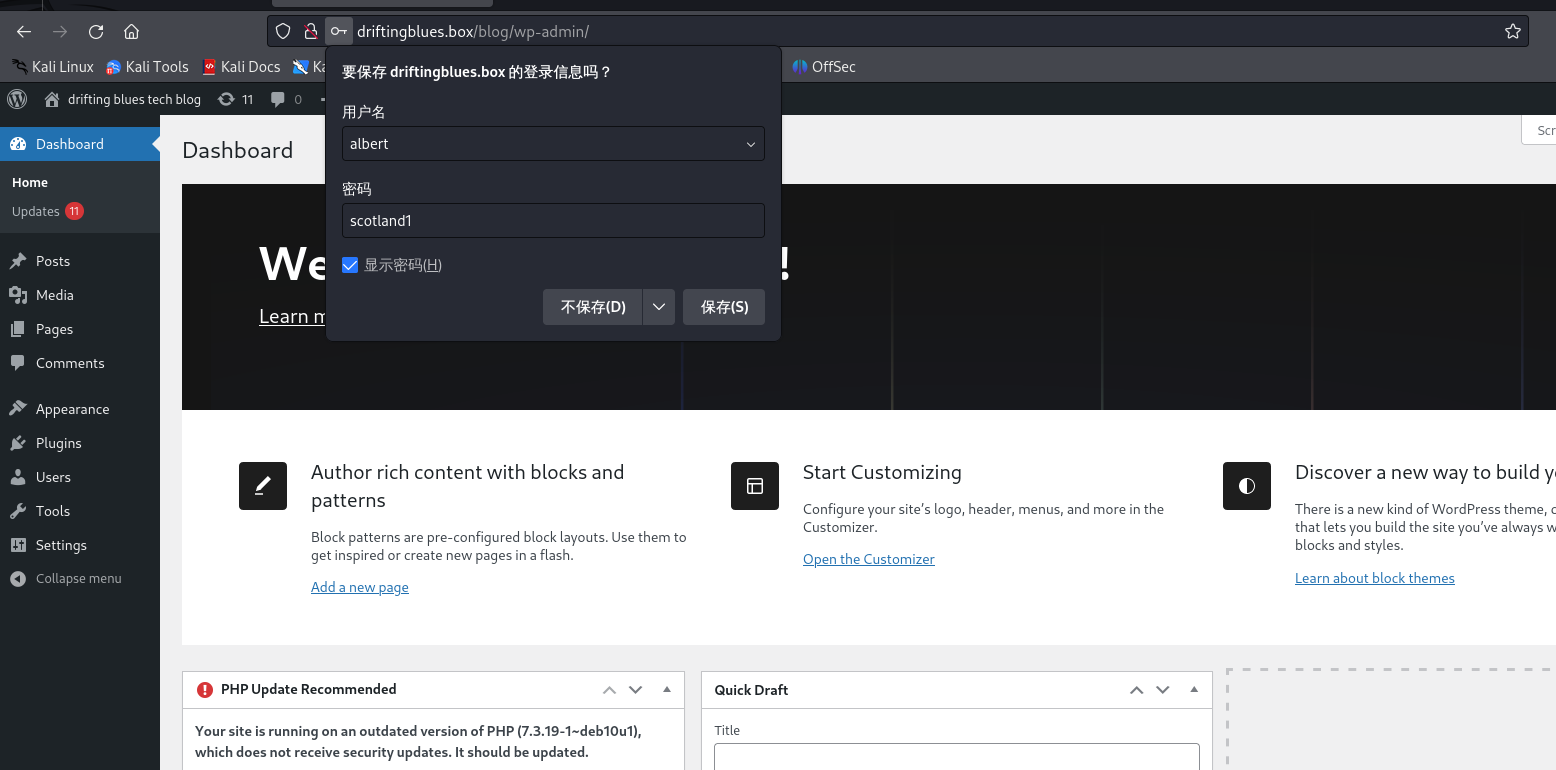 driftingblues.box/blog/wp-admin/
Kali Linux
Kali Tools
Kali Docs
Ka
OffSec
drifting blues tech blog
11
0
要保存 driftingblues.box 的登录信息吗？
用户名
albert
密码
scotland1
显示密码(H)
不保存(D)
保存(S)
Dashboard
Home
Updates 11
Posts
Media
Pages
Comments
Appearance
Plugins
Users
Tools
Settings
Collapse menu
Dashboard
Scr
We
!
Learn m
Author rich content with blocks and
patterns
Block patterns are pre-configured block layouts. Use them to
get inspired or create new pages in a flash.
Add a new page
Start Customizing
Configure your site's logo, header, menus, and more in the
Customizer.
Open the Customizer
Discover a new way to build y
There is a new kind of WordPress theme, c
that lets you build the site you've always w
blocks and styles.
Learn about block themes
PHP Update Recommended
Your site is running on an outdated version of PHP (7.3.19-1~deb10u1),
which does not receive security updates. It should be updated.
Quick Draft
Title